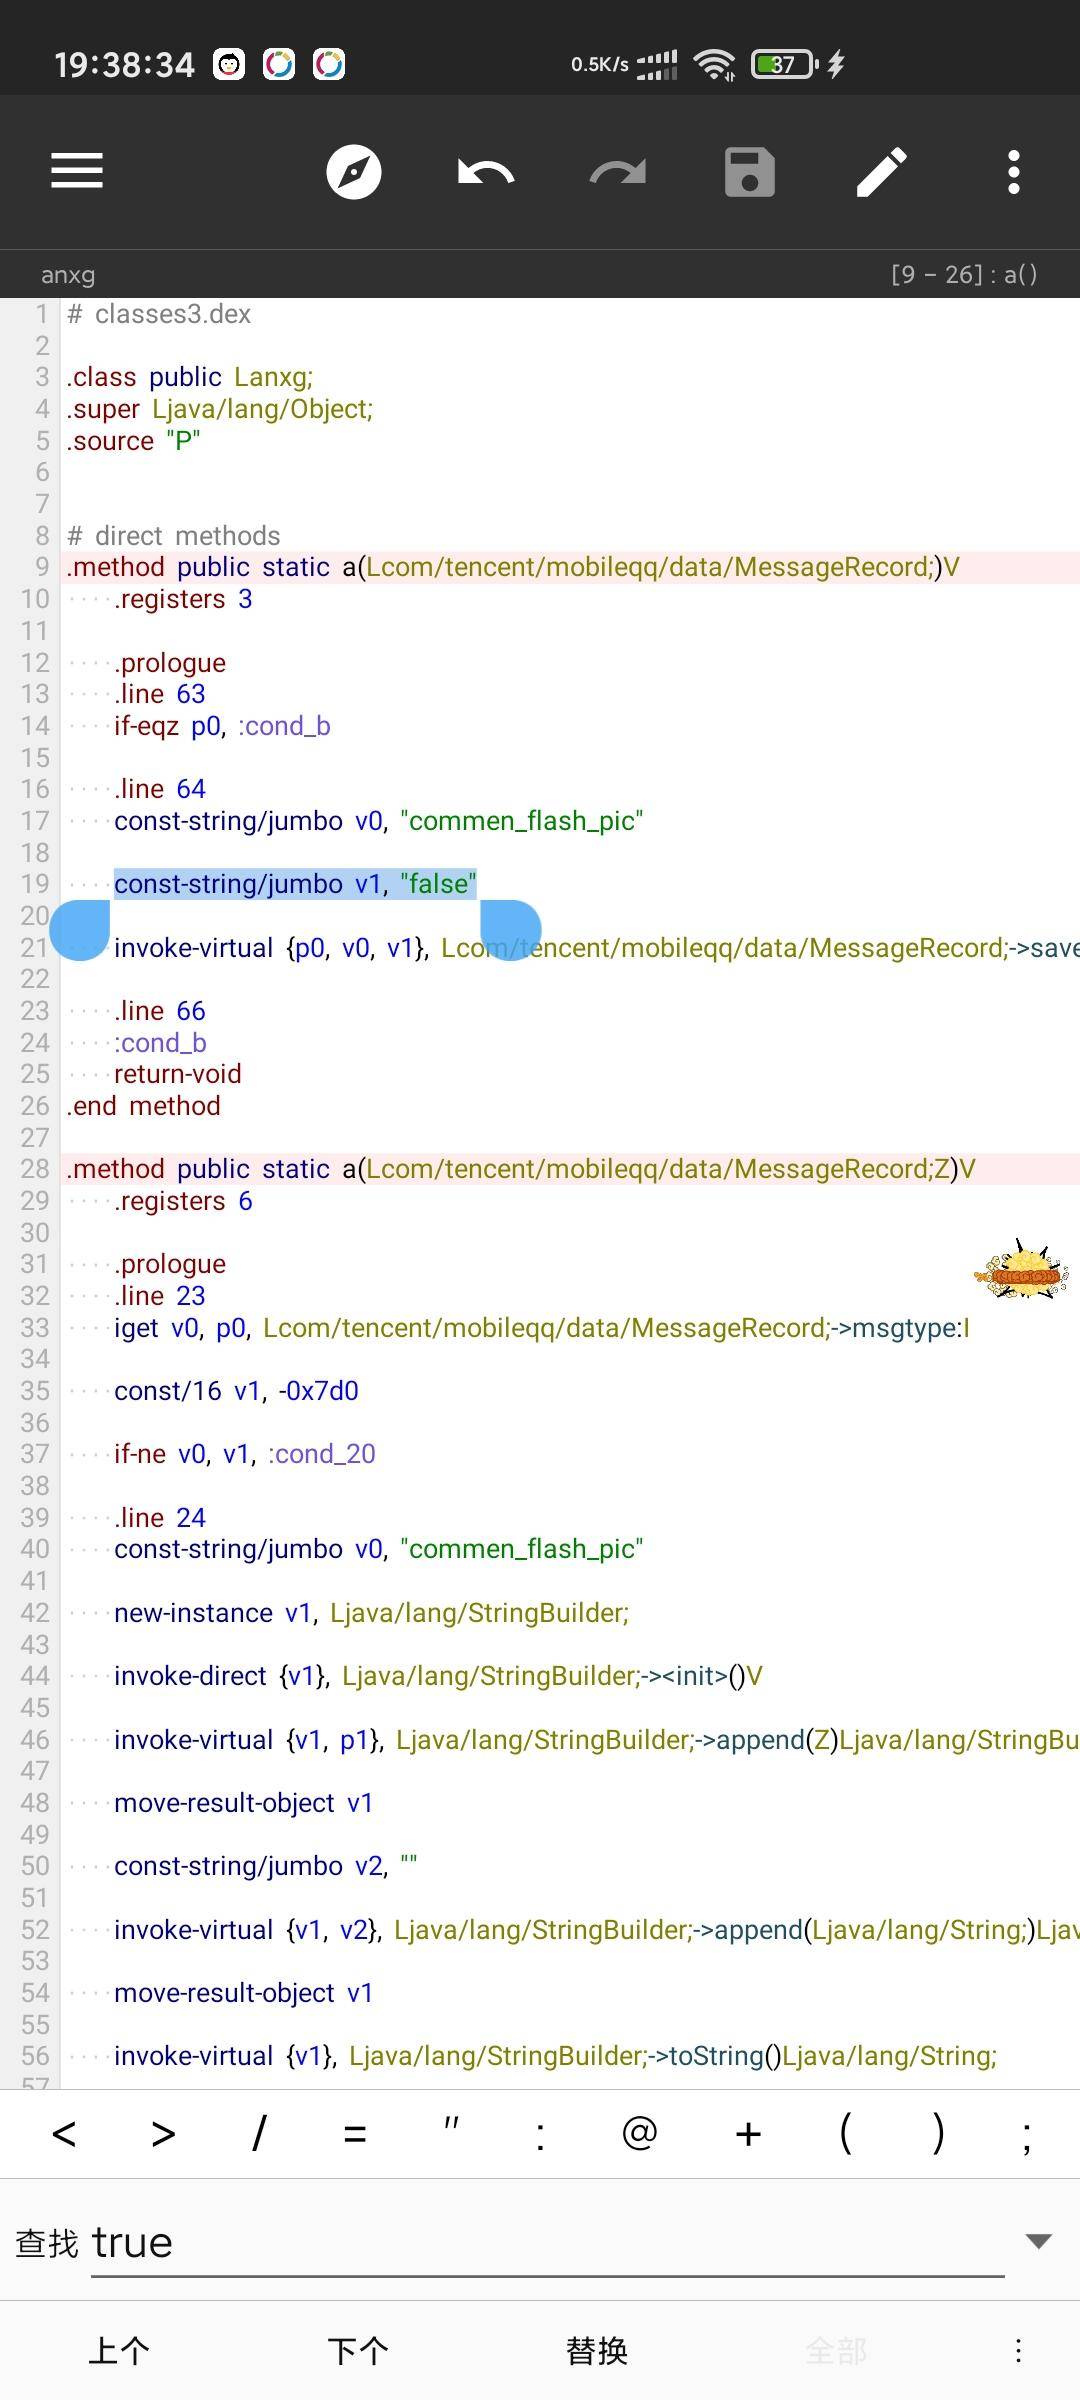 19:38:34 0.5K/s 37
anxg [9 - 26] : a()
1 # classes3.dex
2
3 .class public Lanxg;
4 .super Ljava/lang/Object;
5 .source "P"
6
7
8 # direct methods
9 .method public static a(Lcom/tencent/mobileqq/data/MessageRecord;)V
10 ····.registers 3
11
12 ····.prologue
13 ····.line 63
14 ····if-eqz p0, :cond_b
15
16 ····.line 64
17 ····const-string/jumbo v0, "commen_flash_pic"
18
19 ····const-string/jumbo v1, "false"
20
21 ····invoke-virtual {p0, v0, v1}, Lcom/tencent/mobileqq/data/MessageRecord;->save
22
23 ····.line 66
24 ····:cond_b
25 ····return-void
26 .end method
27
28 .method public static a(Lcom/tencent/mobileqq/data/MessageRecord;Z)V
29 ····.registers 6
30
31 ····.prologue
32 ····.line 23
33 ····iget v0, p0, Lcom/tencent/mobileqq/data/MessageRecord;->msgtype:I
34
35 ····const/16 v1, -0x7d0
36
37 ····if-ne v0, v1, :cond_20
38
39 ····.line 24
40 ····const-string/jumbo v0, "commen_flash_pic"
41
42 ····new-instance v1, Ljava/lang/StringBuilder;
43
44 ····invoke-direct {v1}, Ljava/lang/StringBuilder;-><init>()V
45
46 ····invoke-virtual {v1, p1}, Ljava/lang/StringBuilder;->append(Z)Ljava/lang/StringBu
47
48 ····move-result-object v1
49
50 ····const-string/jumbo v2, ""
51
52 ····invoke-virtual {v1, v2}, Ljava/lang/StringBuilder;->append(Ljava/lang/String;)Ljav
53
54 ····move-result-object v1
55
56 ····invoke-virtual {v1}, Ljava/lang/StringBuilder;->toString()Ljava/lang/String;
57
< > / = " : @ + ( ) ;
查找 true
上个 下个 替换 全部